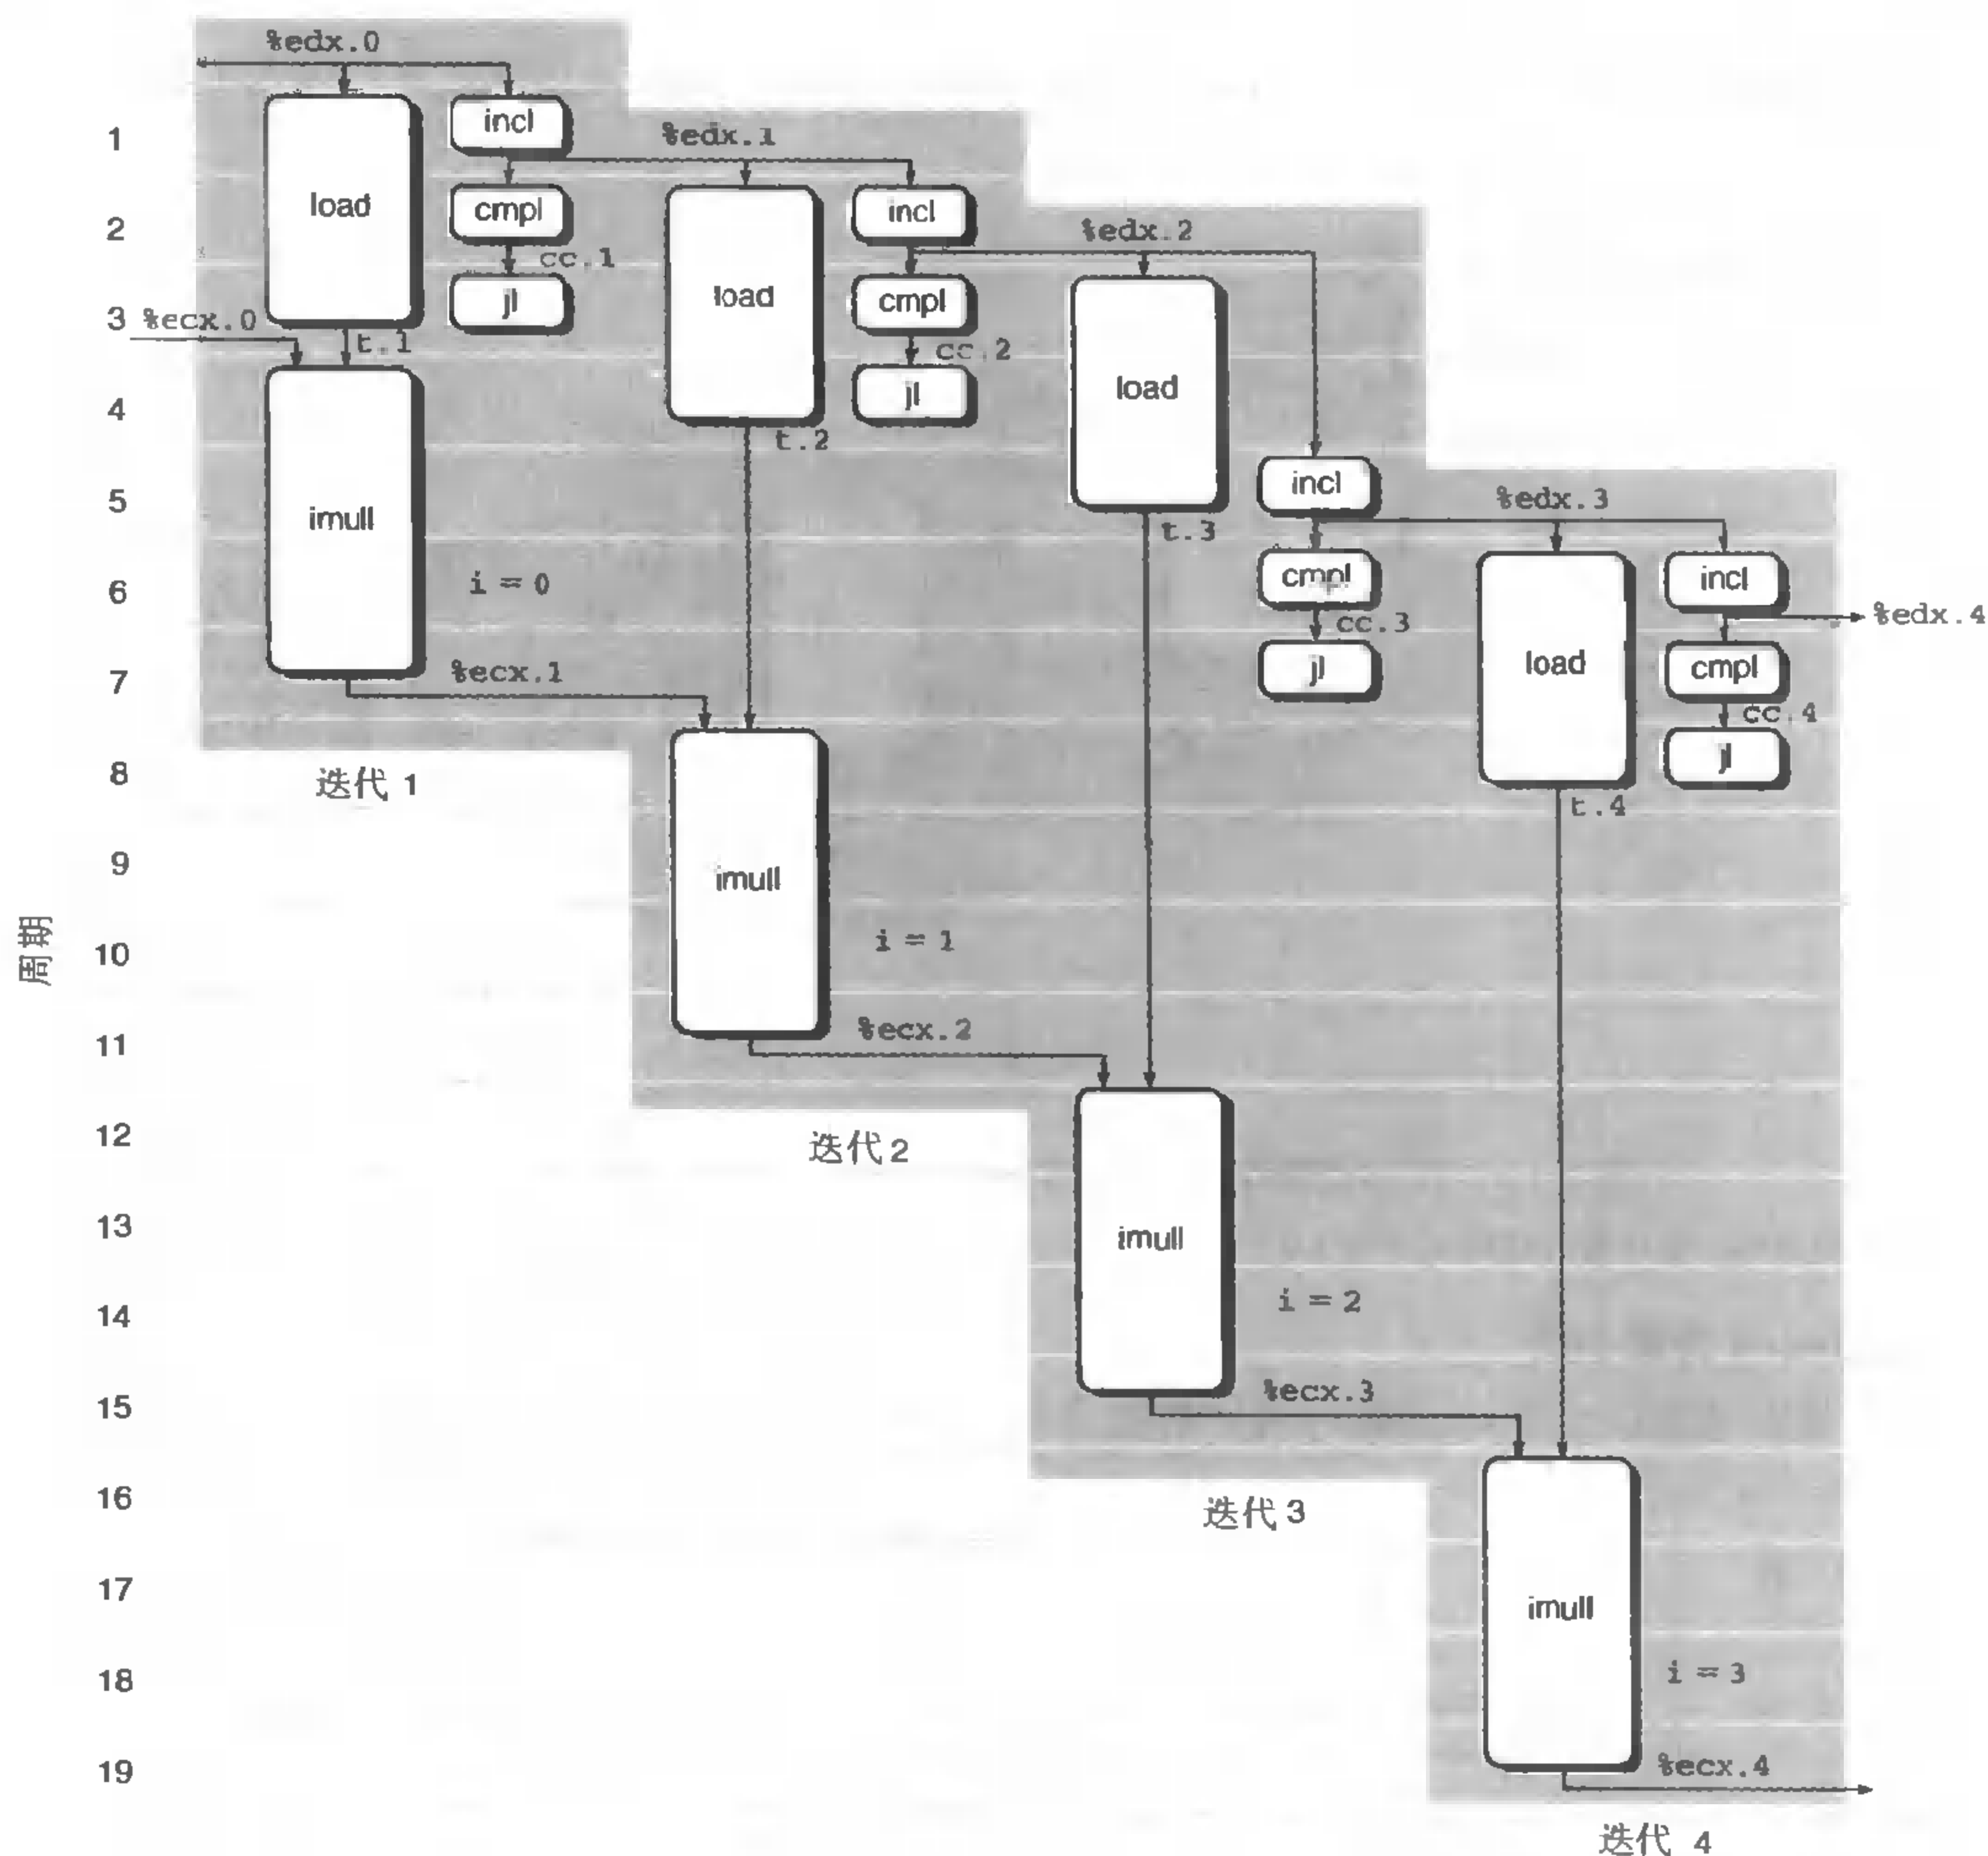 %edx.0
incl
1
%edx.1
load
cmpl
incl
2
%edx.2
cc.1
jl
load
cmpl
3
%ecx.0
t.1
cc.2
load
jl
4
t.2
incl
5
%edx.3
imull
t.3
cmpl
incl
6
i = 0
cc.3
%edx.4
jl
load
cmpl
7
%ecx.1
cc.4
jl
8
迭代 1
t.4
9
imull
周期
10
i = 1
11
%ecx.2
12
迭代 2
13
imull
14
i = 2
15
%ecx.3
16
迭代 3
17
imull
18
i = 3
19
%ecx.4
迭代 4